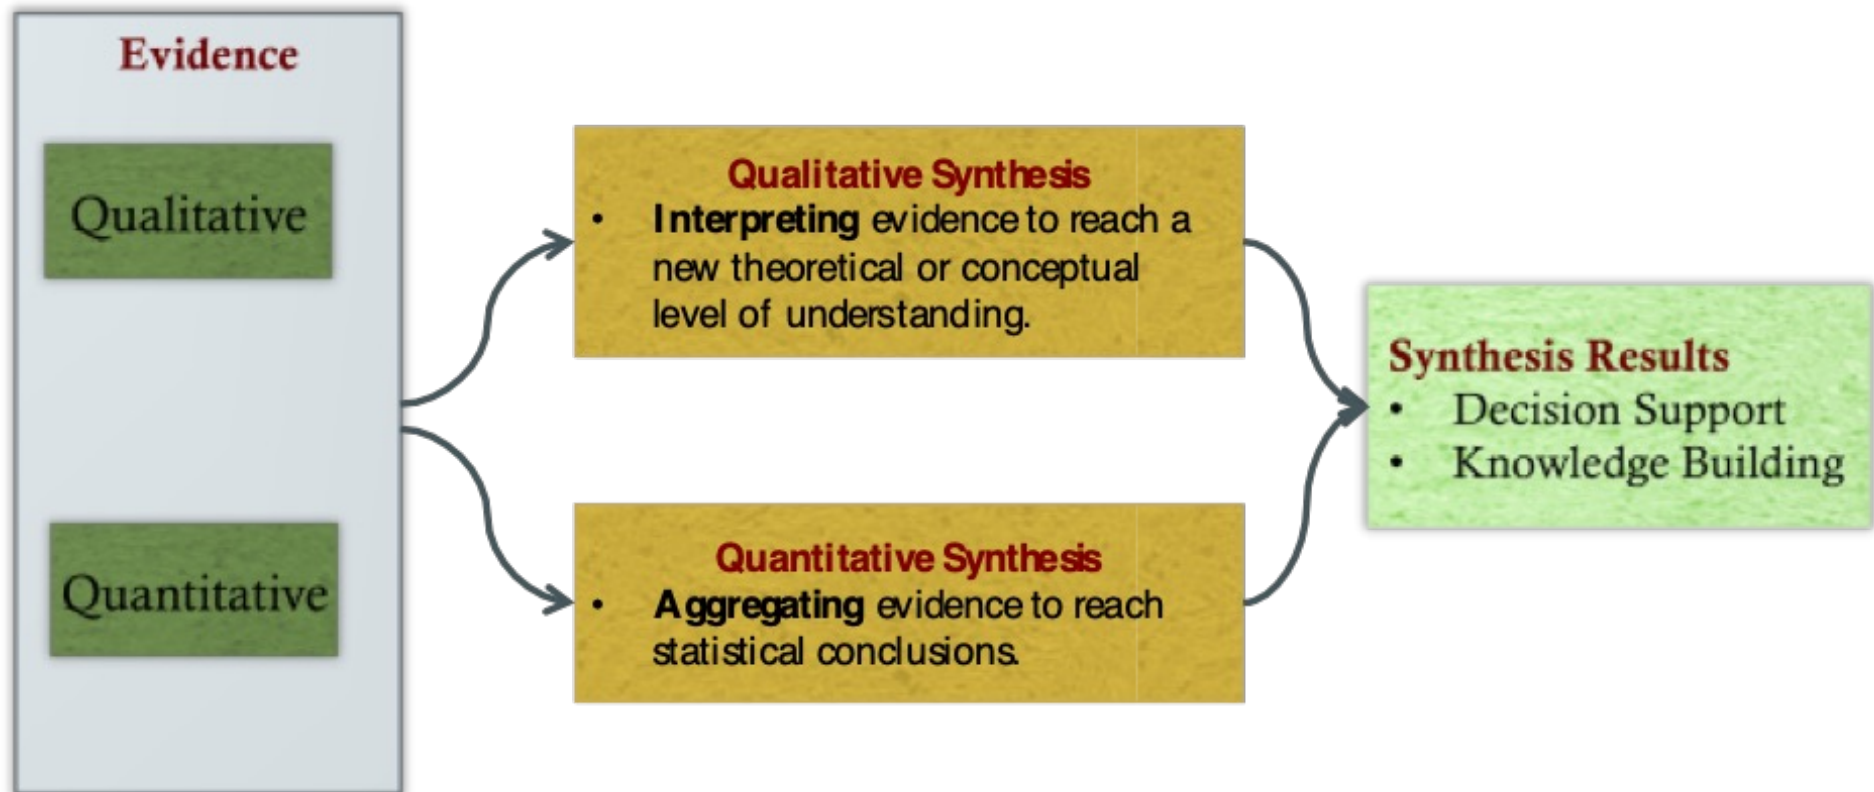 Evidence
Qualitative
Quantitative
Qualitative Synthesis
• Interpreting evidence to reach a
new theoretical or conceptual
level of understanding.
Quantitative Synthesis
• Aggregating evidence to reach
statistical conclusions.
Synthesis Results
• Decision Support
• Knowledge Building